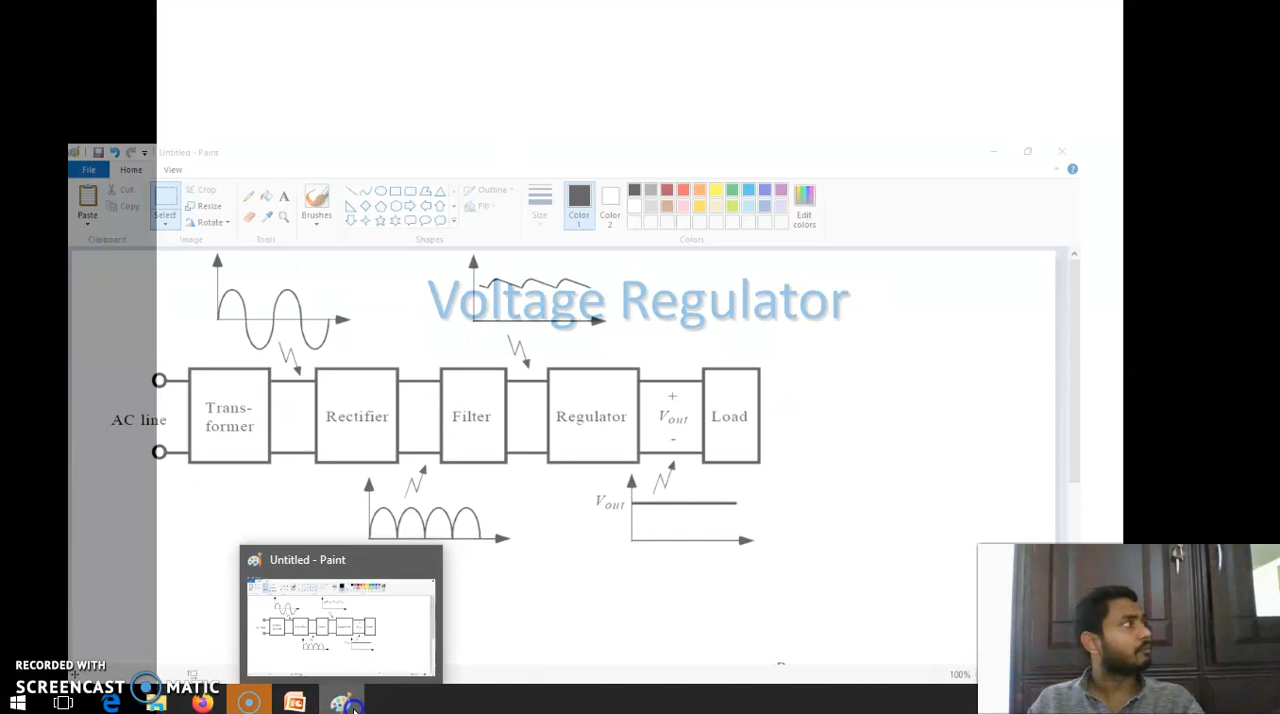 Untitled - Paint
File
Home
View
Paste
Cut
Copy
Clipboard
Select
Crop
Resize
Rotate
Image
Tools
Brushes
Outline
Fill
Shapes
Size
Color
1
Color
2
Edit
colors
Colors
Voltage Regulator
AC line
Trans-
former
Rectifier
Filter
Regulator
+
Vout
-
Load
Vout
Untitled - Paint
100%
RECORDED WITH
SCREENCAST MATIC